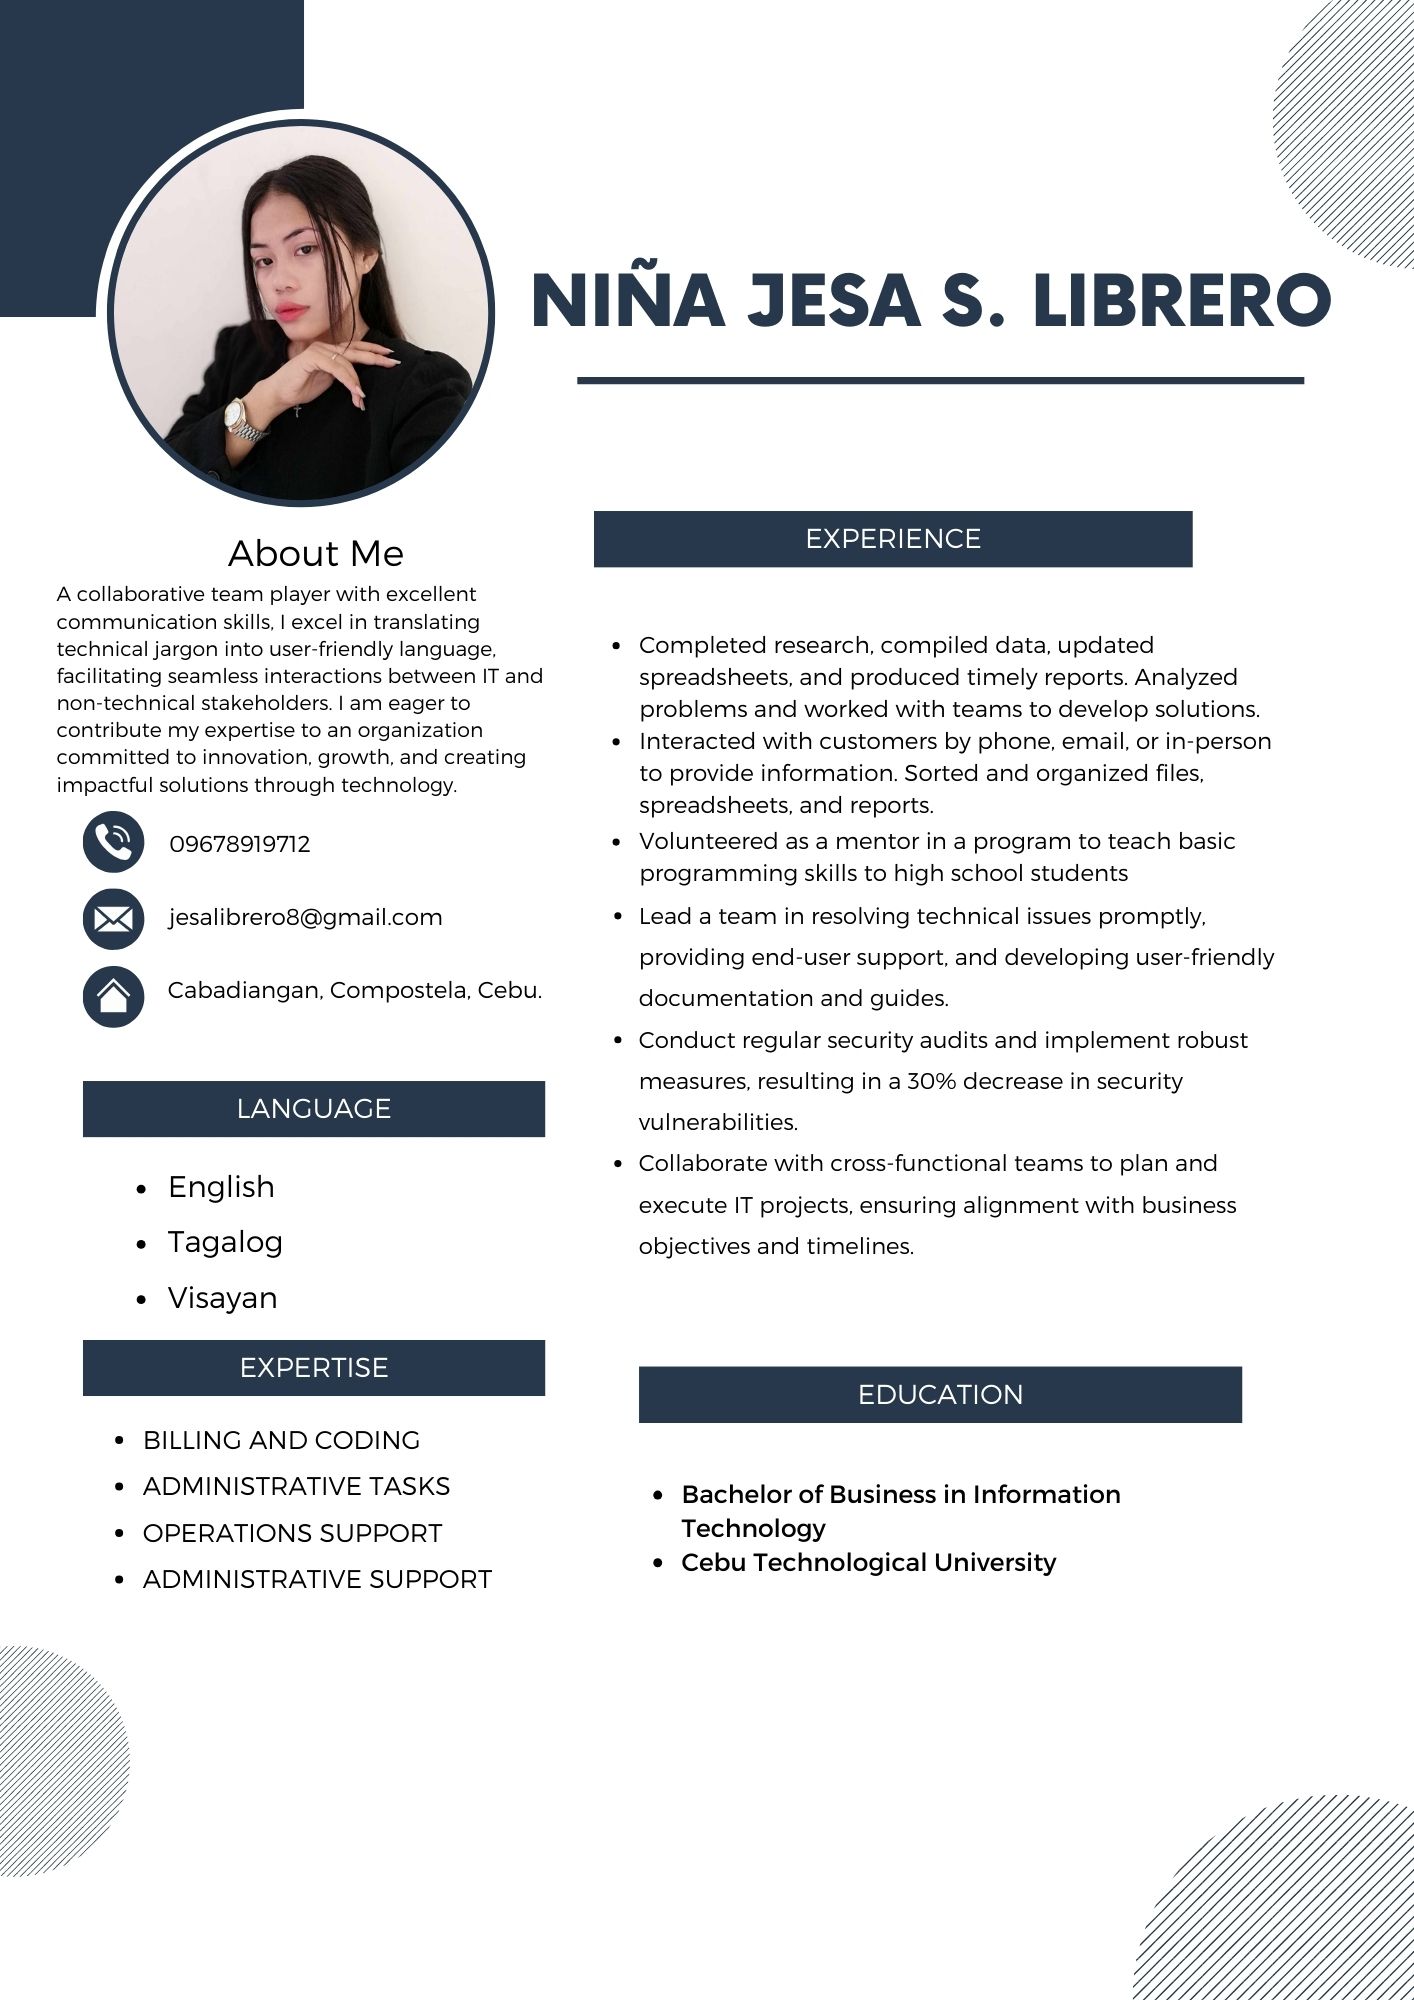 NIÑA JESA S. LIBRERO
About Me
A collaborative team player with excellent
communication skills, I excel in translating
technical jargon into user-friendly language,
facilitating seamless interactions between IT and
non-technical stakeholders. I am eager to
contribute my expertise to an organization
committed to innovation, growth, and creating
impactful solutions through technology.
09678919712
jesalibrero8@gmail.com
Cabadiangan, Compostela, Cebu.
LANGUAGE
• English
• Tagalog
• Visayan
EXPERTISE
• BILLING AND CODING
• ADMINISTRATIVE TASKS
• OPERATIONS SUPPORT
• ADMINISTRATIVE SUPPORT
EXPERIENCE
• Completed research, compiled data, updated
spreadsheets, and produced timely reports. Analyzed
problems and worked with teams to develop solutions.
• Interacted with customers by phone, email, or in-person
to provide information. Sorted and organized files,
spreadsheets, and reports.
• Volunteered as a mentor in a program to teach basic
programming skills to high school students
• Lead a team in resolving technical issues promptly,
providing end-user support, and developing user-friendly
documentation and guides.
• Conduct regular security audits and implement robust
measures, resulting in a 30% decrease in security
vulnerabilities.
• Collaborate with cross-functional teams to plan and
execute IT projects, ensuring alignment with business
objectives and timelines.
EDUCATION
• Bachelor of Business in Information
Technology
• Cebu Technological University